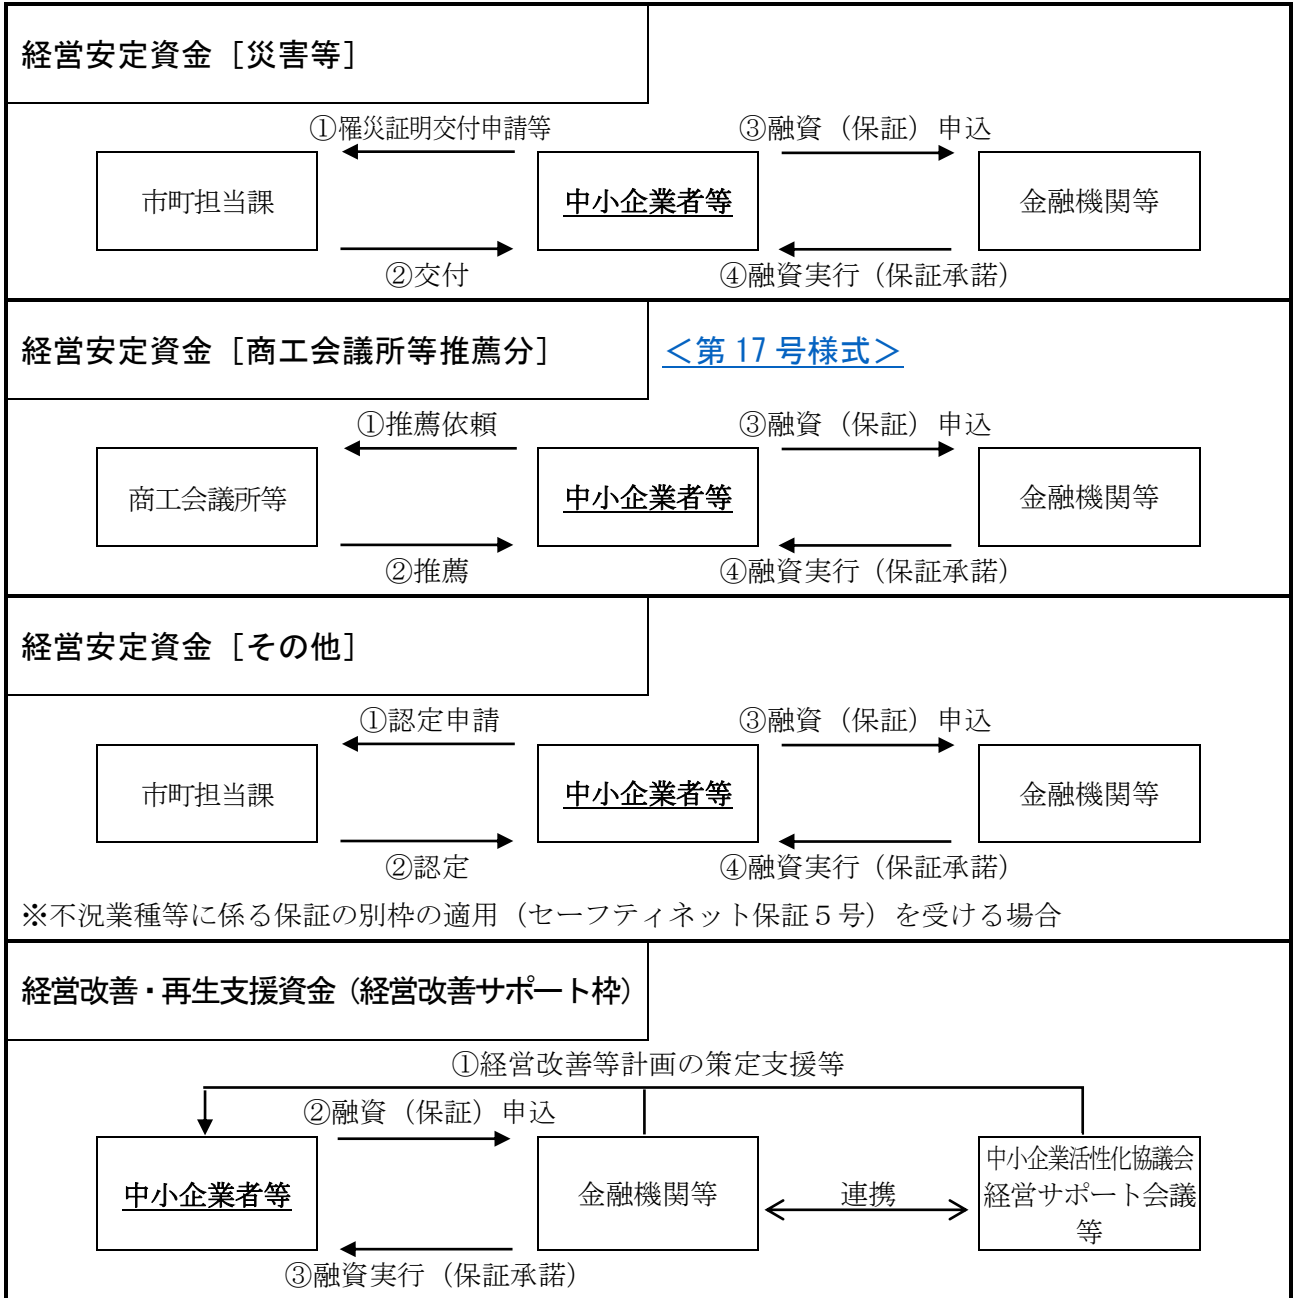 経営安定資金［災害等］
①罹災証明交付申請等
③融資（保証）申込
市町担当課
中小企業者等
金融機関等
②交付
④融資実行（保証承諾）
経営安定資金［商工会議所等推薦分］
＜第17号様式＞
①推薦依頼
③融資（保証）申込
商工会議所等
中小企業者等
金融機関等
②推薦
④融資実行（保証承諾）
経営安定資金［その他］
①認定申請
③融資（保証）申込
市町担当課
中小企業者等
金融機関等
②認定
④融資実行（保証承諾）
※不況業種等に係る保証の別枠の適用（セーフティネット保証５号）を受ける場合
経営改善・再生支援資金（経営改善サポート枠）
①経営改善等計画の策定支援等
②融資（保証）申込
中小企業者等
金融機関等
連携
中小企業活性化協議会
経営サポート会議
等
③融資実行（保証承諾）